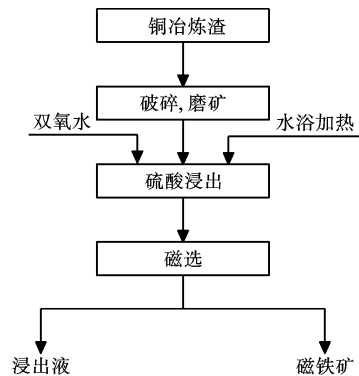 铜冶炼渣
破碎,磨矿
双氧水
水浴加热
硫酸浸出
磁选
浸出液
磁铁矿